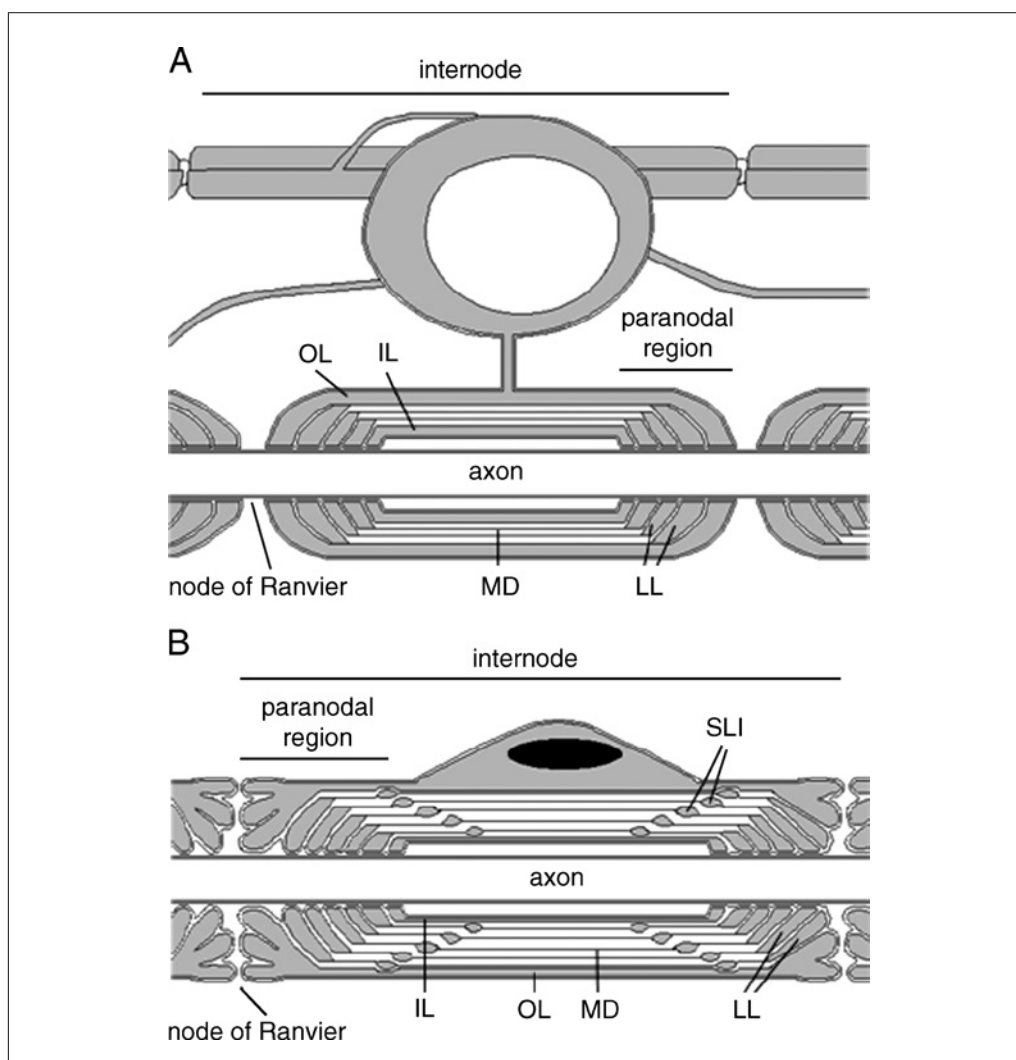 A
internode
paranodal
region
OL
IL
axon
node of Ranvier
MD
LL
B
internode
paranodal
region
SLI
axon
IL
OL
MD
LL
node of Ranvier